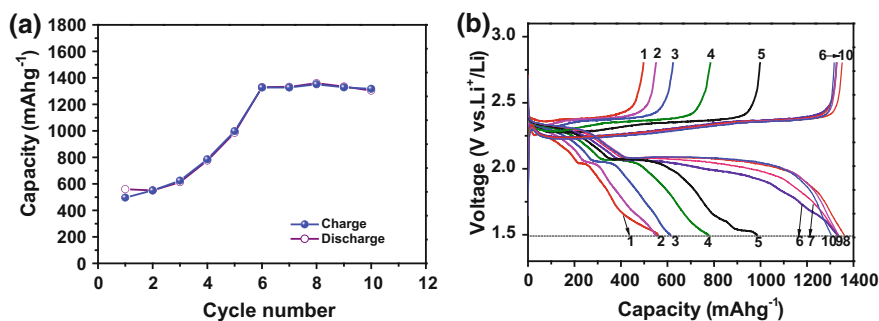 (a)
1800
1600
1400
1200
1000
800
600
400
200
0
Capacity (mAhg⁻¹)
Charge
Discharge
0 2 4 6 8 10 12
Cycle number
(b)
3.0
2.5
2.0
1.5
Voltage (V vs.Li⁺/Li)
1 2 3 4 5 6 10
1 2 3 4 5 6 7 10 9 8
0 200 400 600 800 1000 1200 1400
Capacity (mAhg⁻¹)